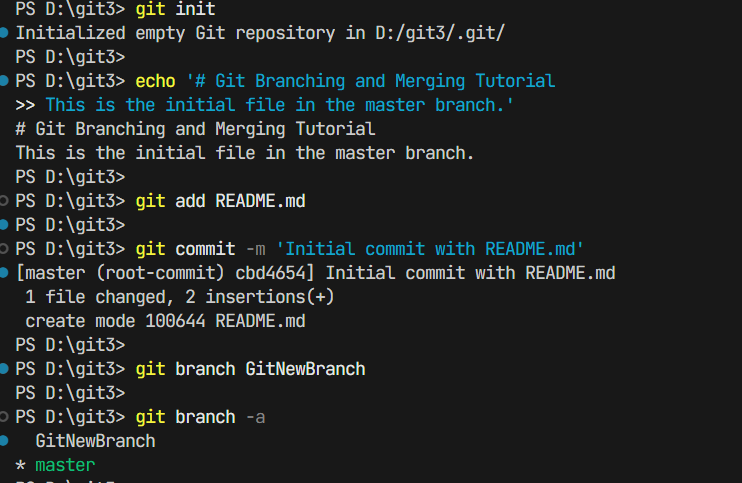 PS D:\git3> git init
Initialized empty Git repository in D:/git3/.git/
PS D:\git3>
PS D:\git3> echo '# Git Branching and Merging Tutorial
>> This is the initial file in the master branch.'
# Git Branching and Merging Tutorial
This is the initial file in the master branch.
PS D:\git3>
PS D:\git3> git add README.md
PS D:\git3>
PS D:\git3> git commit -m 'Initial commit with README.md'
[master (root-commit) cbd4654] Initial commit with README.md
 1 file changed, 2 insertions(+)
 create mode 100644 README.md
PS D:\git3>
PS D:\git3> git branch GitNewBranch
PS D:\git3>
PS D:\git3> git branch -a
  GitNewBranch
* master
PS D:\git3>